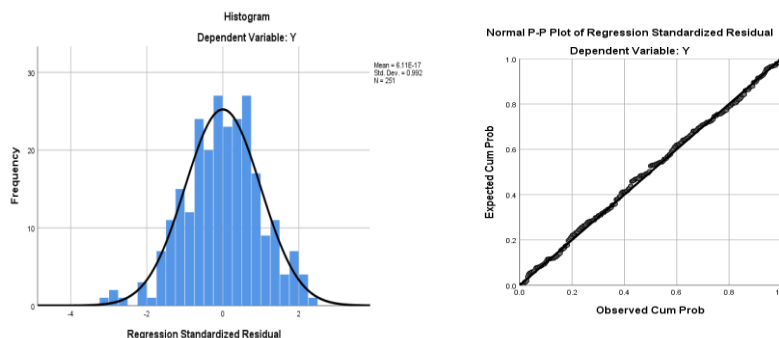 Histogram
Dependent Variable: Y
Mean = 6.11E-17
Std. Dev. = 0.992
N = 251
Frequency
30
20
10
0
-4
-2
0
2
Regression Standardized Residual
Normal P-P Plot of Regression Standardized Residual
Dependent Variable: Y
Expected Cum Prob
1.0
0.8
0.6
0.4
0.2
0.0
0.0
0.2
0.4
0.6
0.8
Observed Cum Prob